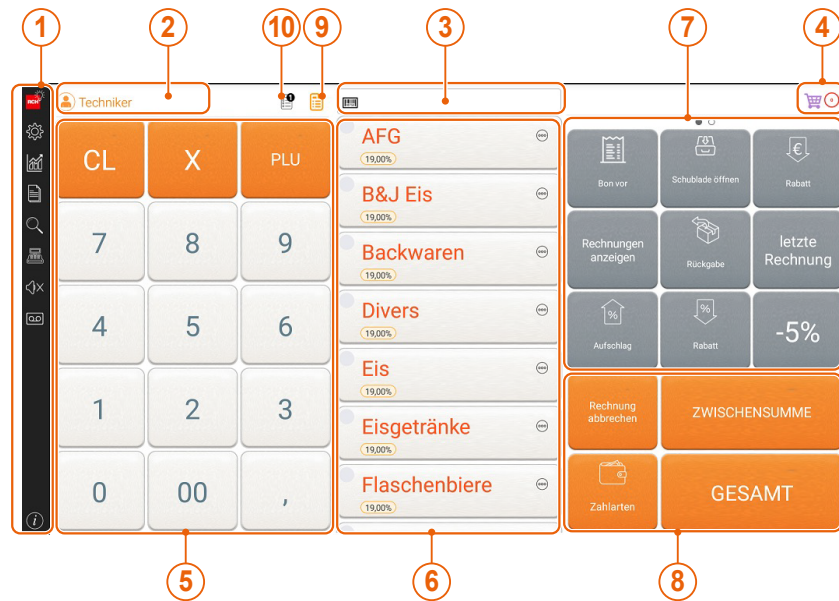 1
2
10
9
3
7
4
RCH
Techniker
1
0
CL
X
PLU
7
8
9
4
5
6
1
2
3
0
00
,
AFG
19,00%
B&J Eis
19,00%
Backwaren
19,00%
Divers
19,00%
Eis
19,00%
Eisgetränke
19,00%
Flaschenbiere
19,00%
Bon vor
Schublade öffnen
€
Rabatt
Rechnungen
anzeigen
Rückgabe
letzte
Rechnung
%
Aufschlag
%
Rabatt
-5%
Rechnung
abbrechen
ZWISCHENSUMME
Zahlarten
GESAMT
i
5
6
8